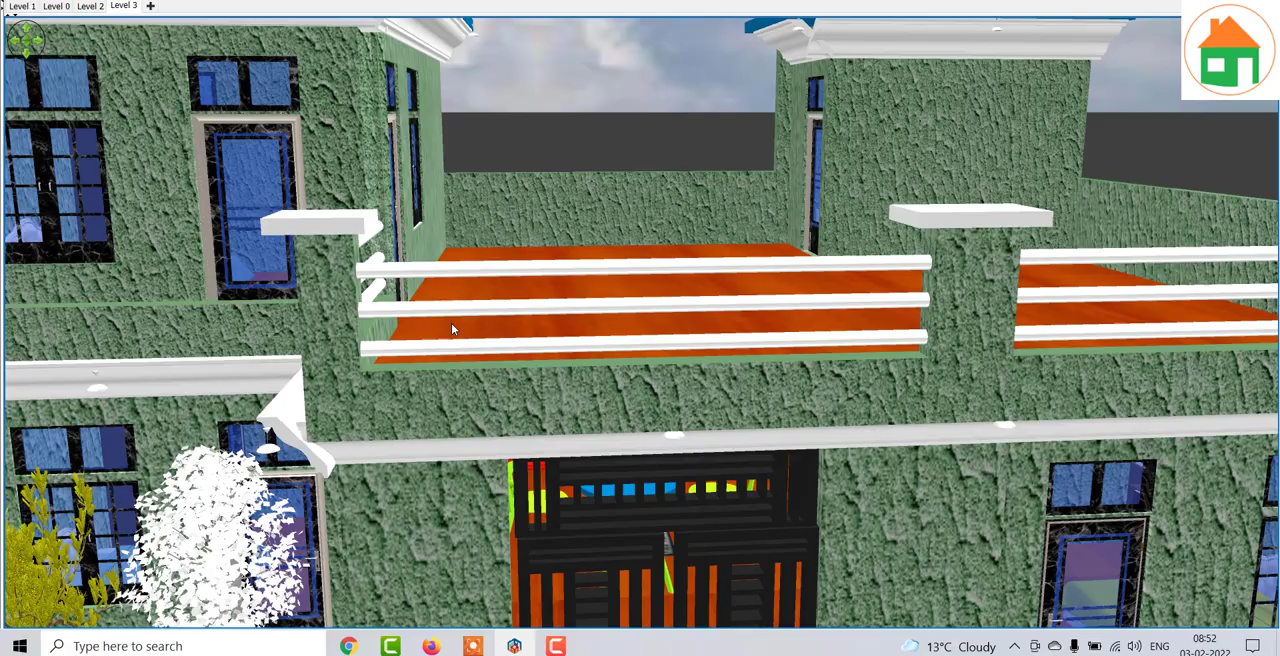 Level 1 Level 0 Level 2 Level 3
Type here to search
13°C Cloudy
ENG
08:52
03-02-2022